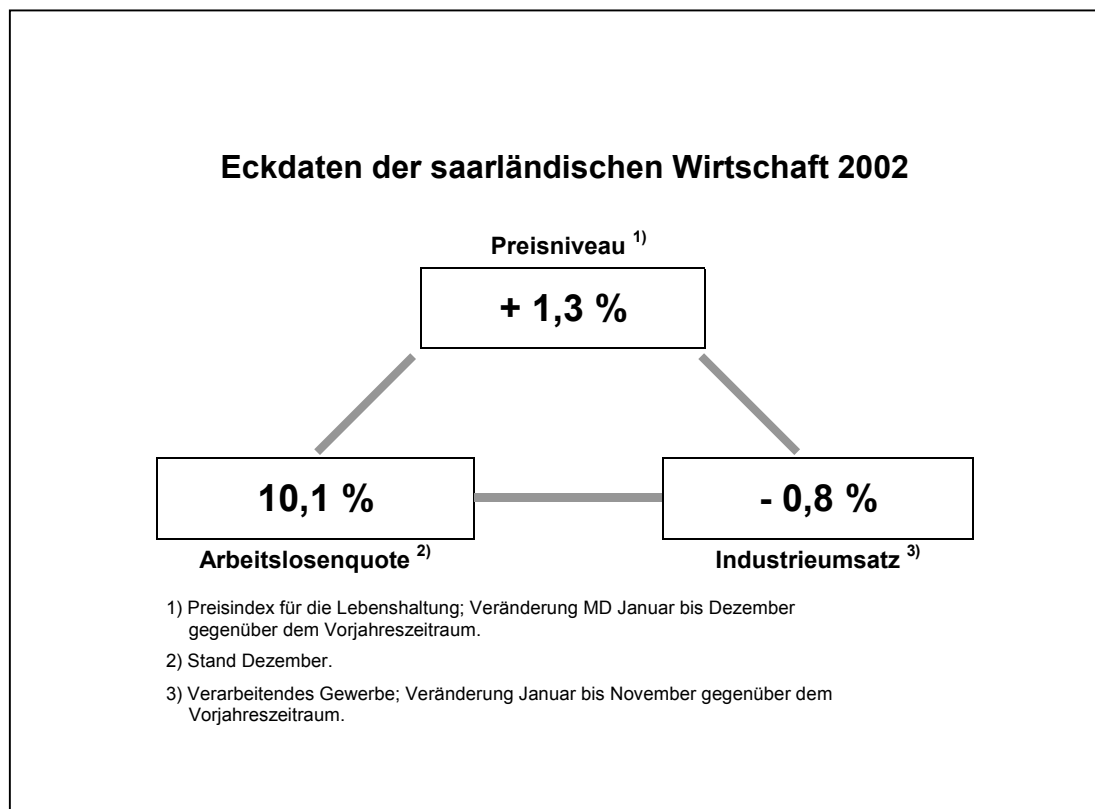 Eckdaten der saarländischen Wirtschaft 2002
Preisniveau 1)
+ 1,3 %
10,1 %
- 0,8 %
Arbeitslosenquote 2)
Industrieumsatz 3)
1) Preisindex für die Lebenshaltung; Veränderung MD Januar bis Dezember
gegenüber dem Vorjahreszeitraum.
2) Stand Dezember.
3) Verarbeitendes Gewerbe; Veränderung Januar bis November gegenüber dem
Vorjahreszeitraum.